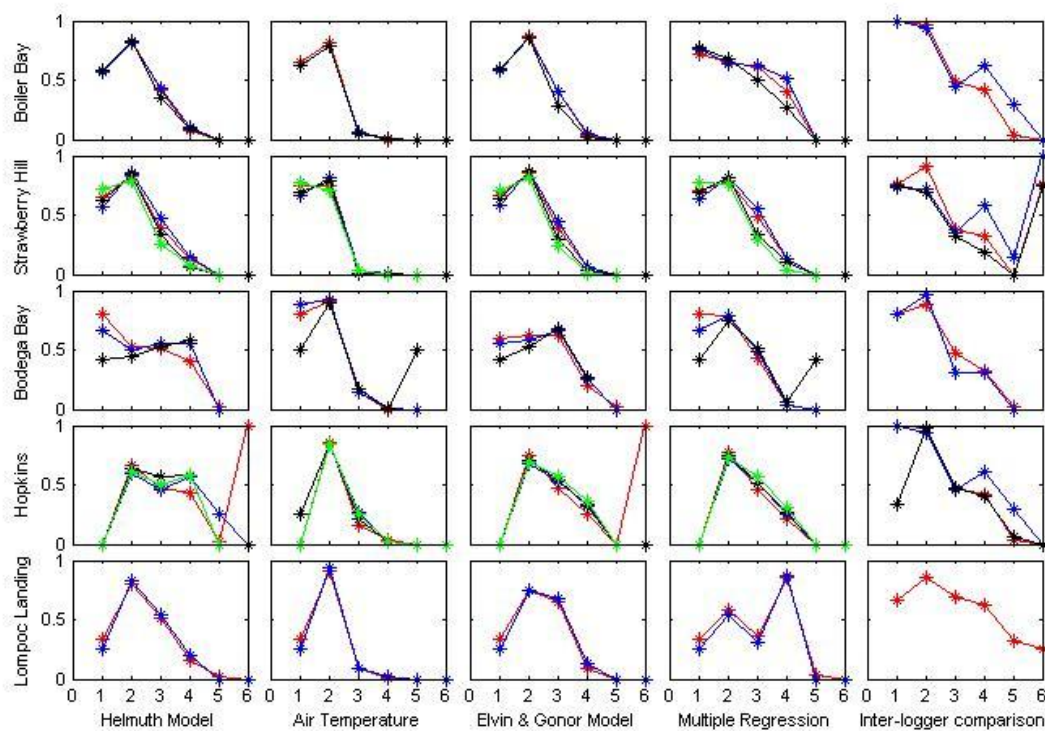 Boiler Bay
1
0.5
0
Strawberry Hill
1
0.5
0
Bodega Bay
1
0.5
0
Hopkins
1
0.5
0
Lompoc Landing
1
0.5
0
0 1 2 3 4 5 6
0 1 2 3 4 5 6
0 1 2 3 4 5 6
0 1 2 3 4 5 6
0 1 2 3 4 5 6
Helmuth Model
Air Temperature
Elvin & Gonor Model
Multiple Regression
Inter-logger comparison